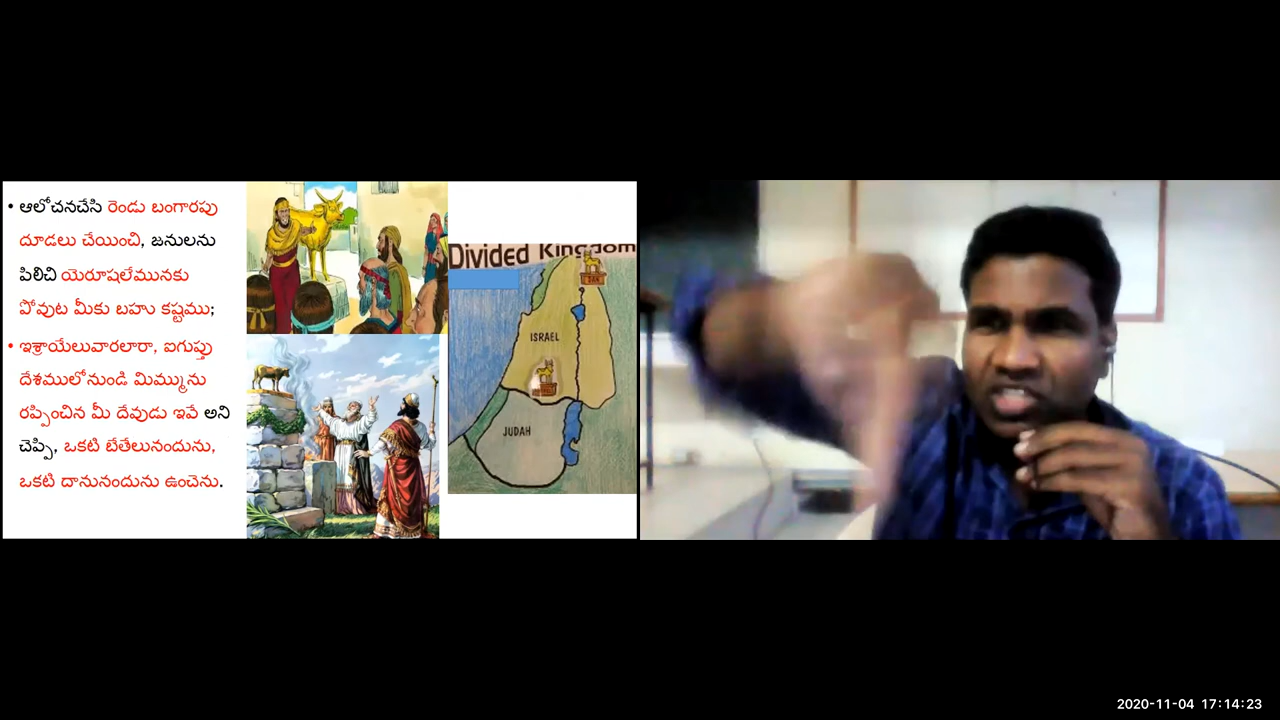 • ఆలోచనచేసి రెండు బంగారపు
దూడలు చేయించి, జనులను
పిలిచి యెరూషలేమునకు
పోవుట మీకు బహు కష్టము;
• ఇశ్రాయేలువారలారా, ఐగుప్తు
దేశములోనుండి మిమ్మును
రప్పించిన మీ దేవుడు ఇవే అని
చెప్పి, ఒకటి బేతేలునందును,
ఒకటి దానునందును ఉంచెను.
Divided Kingdom
DAN
ISRAEL
JUDAH
2020-11-04 17:14:23